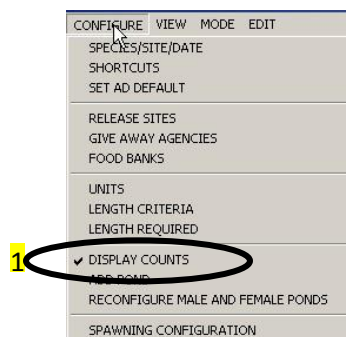 CONFIGURE VIEW MODE EDIT
SPECIES/SITE/DATE
SHORTCUTS
SET AD DEFAULT
RELEASE SITES
GIVE AWAY AGENCIES
FOOD BANKS
UNITS
LENGTH CRITERIA
LENGTH REQUIRED
1 ✔ DISPLAY COUNTS
ADD POND
RECONFIGURE MALE AND FEMALE PONDS
SPAWNING CONFIGURATION